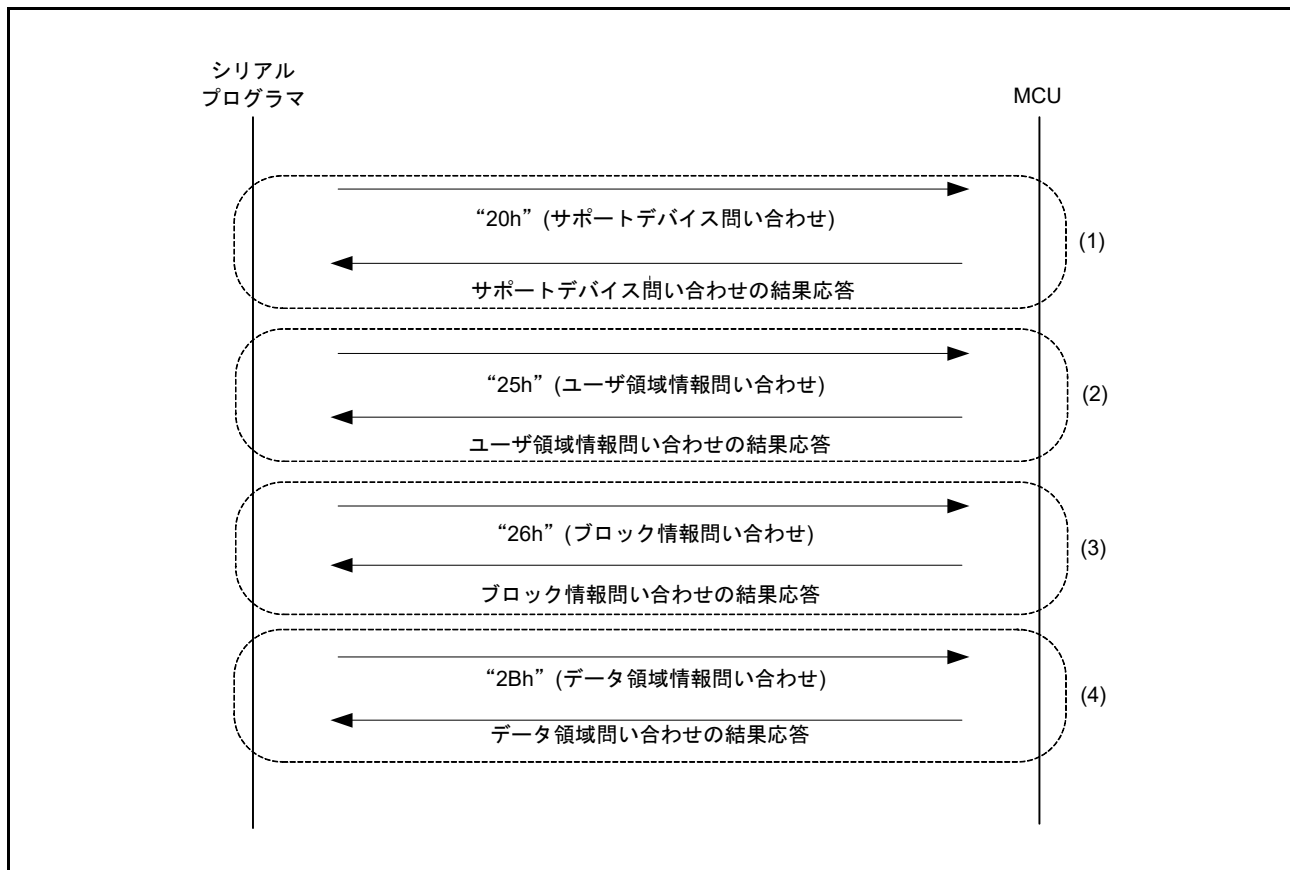 シリアル
プログラマ
MCU
“20h” (サポートデバイス問い合わせ)
サポートデバイス問い合わせの結果応答
(1)
“25h” (ユーザ領域情報問い合わせ)
ユーザ領域情報問い合わせの結果応答
(2)
“26h” (ブロック情報問い合わせ)
ブロック情報問い合わせの結果応答
(3)
“2Bh” (データ領域情報問い合わせ)
データ領域問い合わせの結果応答
(4)